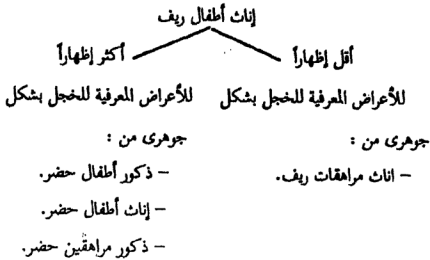 إناث أطفال ريف
أقل إظهاراً
للأعراض المعرفية للخجل بشكل
جوهرى من :
– اناث مراهقات ريف.
أكثر إظهاراً
للأعراض المعرفية للخجل بشكل
جوهرى من :
– ذكور أطفال حضر.
– إناث أطفال حضر.
– ذكور مراهقين حضر.